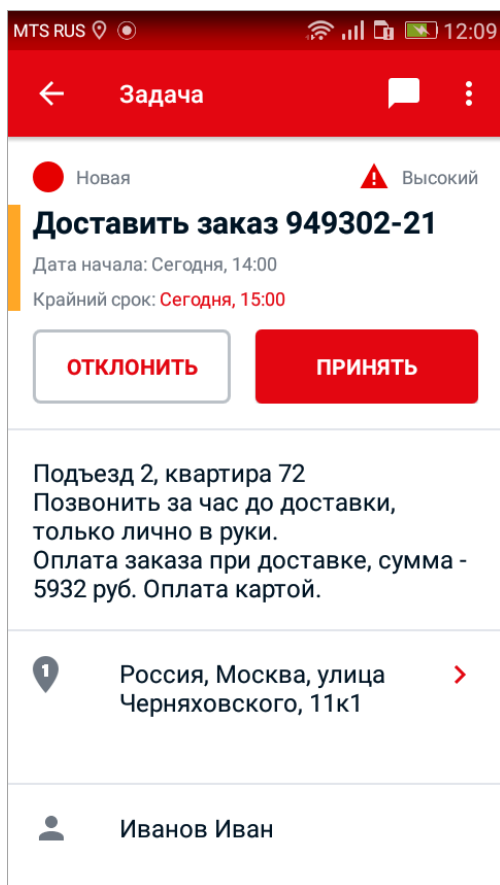 MTS RUS 12:09
Задача
Новая Высокий
Доставить заказ 949302-21
Дата начала: Сегодня, 14:00
Крайний срок: Сегодня, 15:00
ОТКЛОНИТЬ ПРИНЯТЬ
Подъезд 2, квартира 72
Позвонить за час до доставки,
только лично в руки.
Оплата заказа при доставке, сумма -
5932 руб. Оплата картой.
1 Россия, Москва, улица
Черняховского, 11к1
Иванов Иван